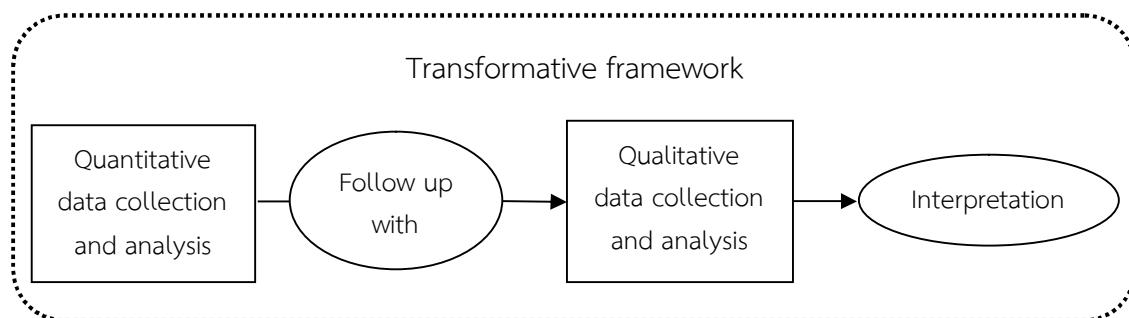 Transformative framework
Quantitative
data collection
and analysis
Follow up
with
Qualitative
data collection
and analysis
Interpretation